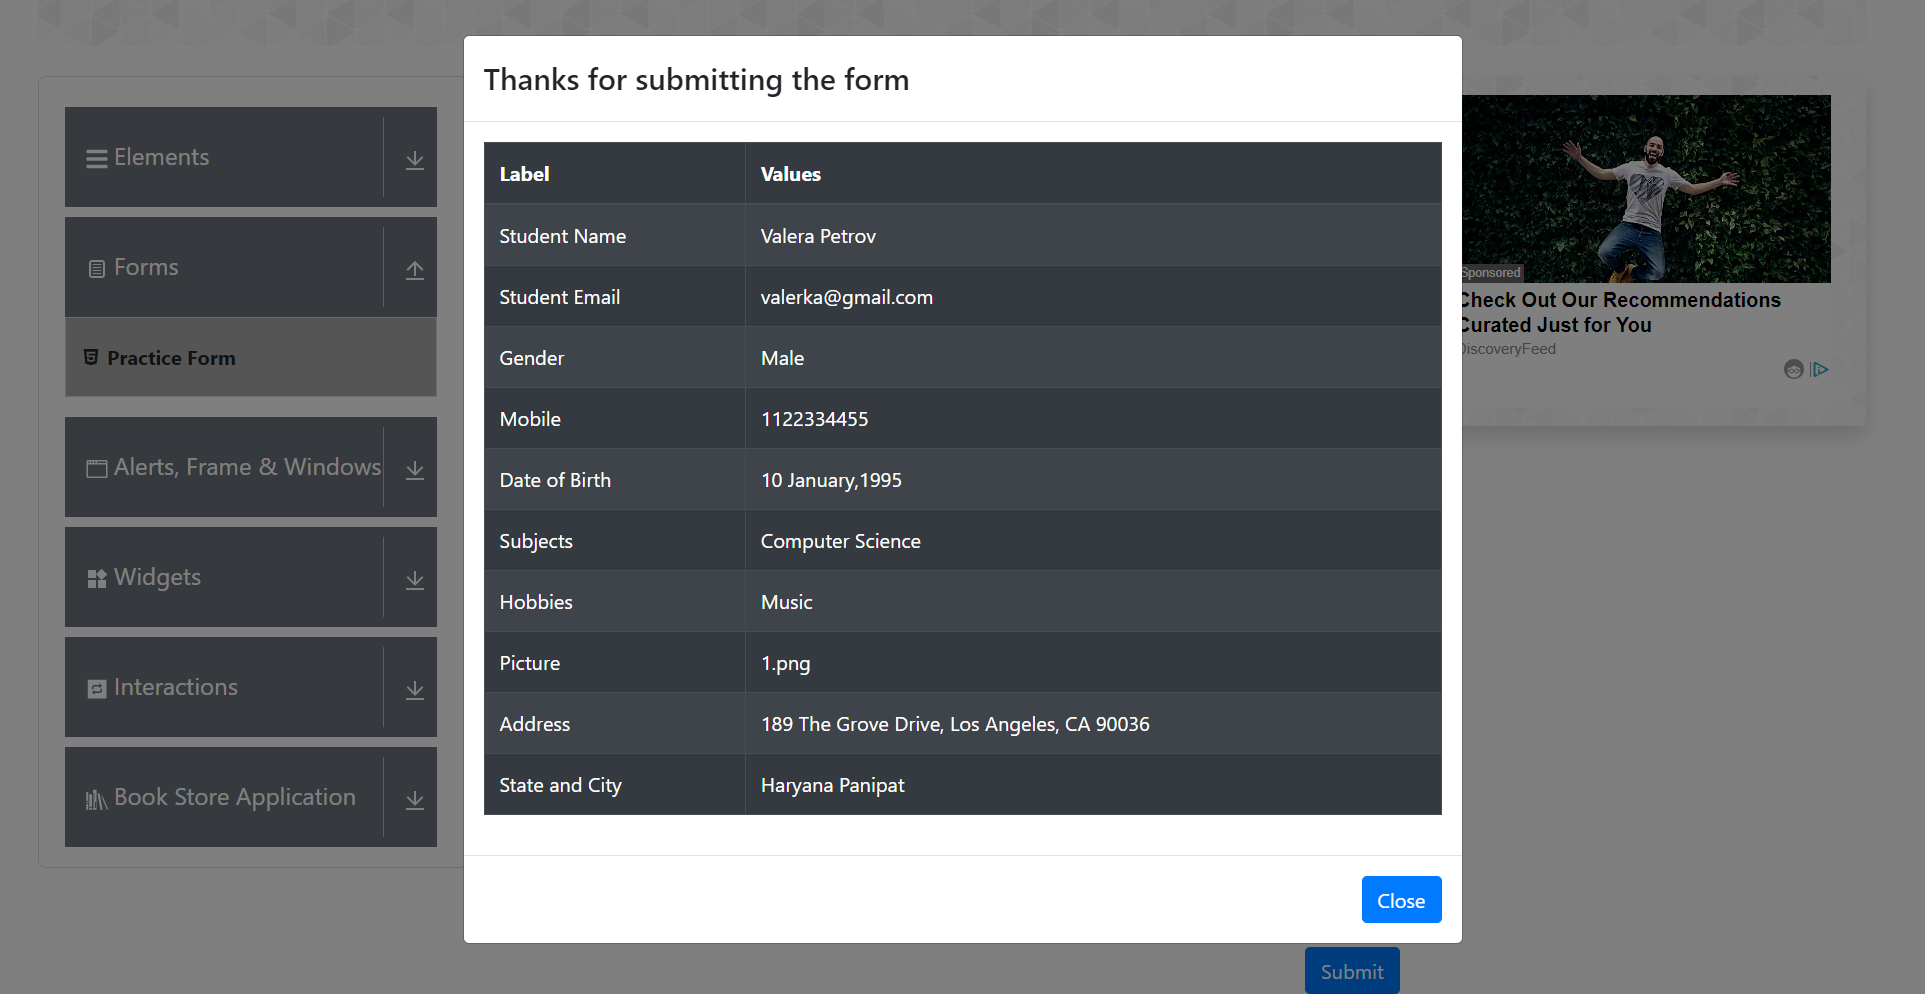 Elements
Forms
Practice Form
Alerts, Frame & Windows
Widgets
Interactions
Book Store Application
Thanks for submitting the form
Label Values
Student Name Valera Petrov
Student Email valerka@gmail.com
Gender Male
Mobile 1122334455
Date of Birth 10 January,1995
Subjects Computer Science
Hobbies Music
Picture 1.png
Address 189 The Grove Drive, Los Angeles, CA 90036
State and City Haryana Panipat
Close
Submit
Sponsored
Check Out Our Recommendations
Curated Just for You
DiscoveryFeed